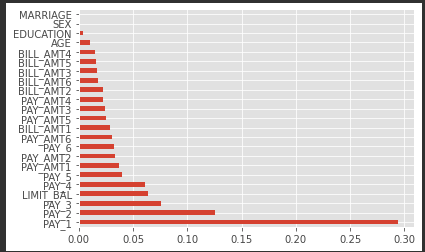 MARRIAGE
SEX
EDUCATION
AGE
BILL_AMT4
BILL_AMT5
BILL_AMT3
BILL_AMT6
BILL_AMT2
PAY_AMT4
PAY_AMT3
PAY_AMT5
BILL_AMT1
PAY_AMT6
PAY_6
PAY_AMT2
PAY_AMT1
PAY_5
PAY_4
LIMIT_BAL
PAY_3
PAY_2
PAY_1
0.00 0.05 0.10 0.15 0.20 0.25 0.30